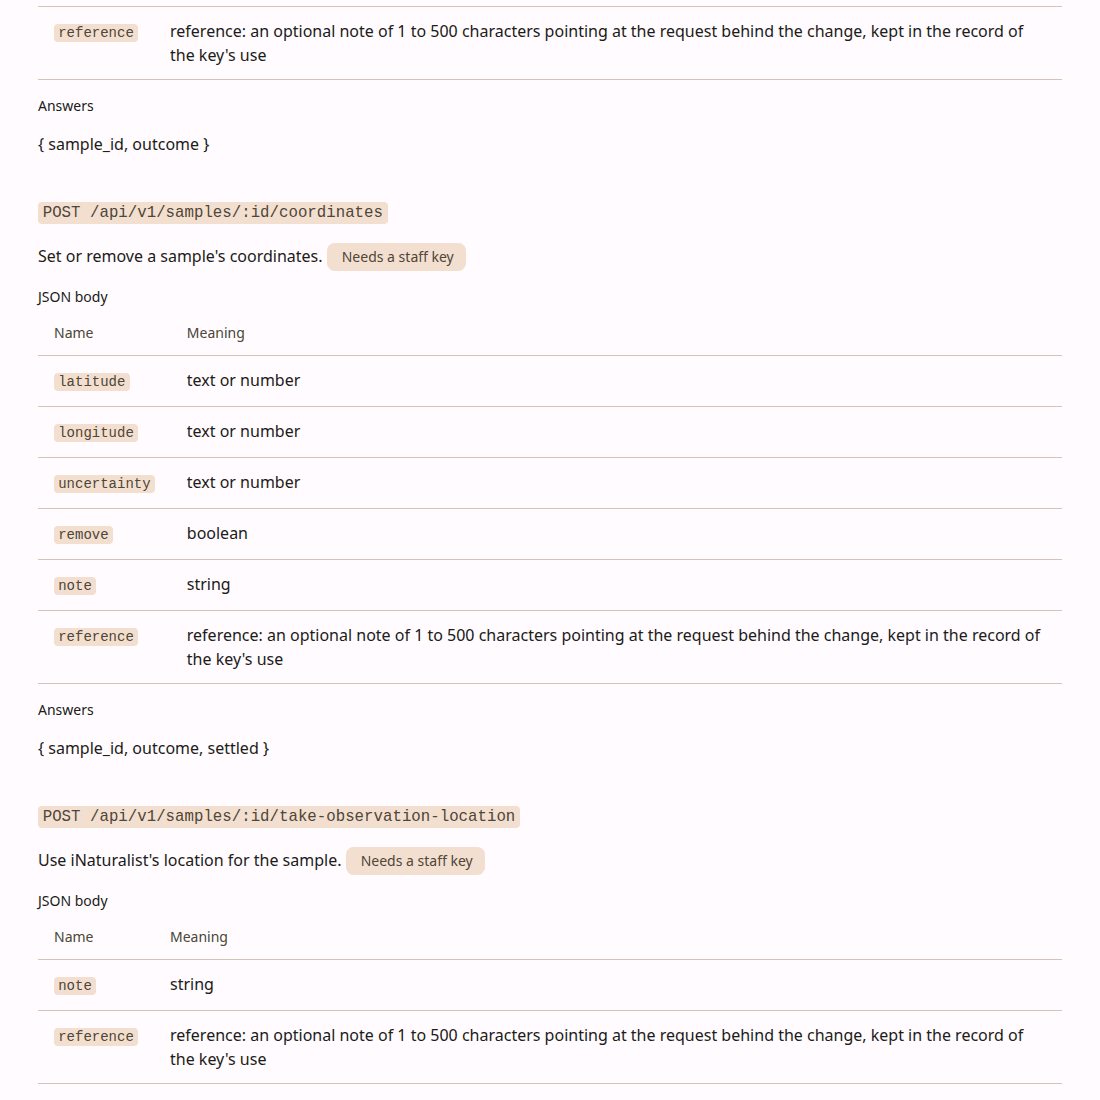 reference reference: an optional note of 1 to 500 characters pointing at the request behind the change, kept in the record of
the key's use
Answers
{ sample_id, outcome }
POST /api/v1/samples/:id/coordinates
Set or remove a sample's coordinates. Needs a staff key
JSON body
Name Meaning
latitude text or number
longitude text or number
uncertainty text or number
remove boolean
note string
reference reference: an optional note of 1 to 500 characters pointing at the request behind the change, kept in the record of
the key's use
Answers
{ sample_id, outcome, settled }
POST /api/v1/samples/:id/take-observation-location
Use iNaturalist's location for the sample. Needs a staff key
JSON body
Name Meaning
note string
reference reference: an optional note of 1 to 500 characters pointing at the request behind the change, kept in the record of
the key's use